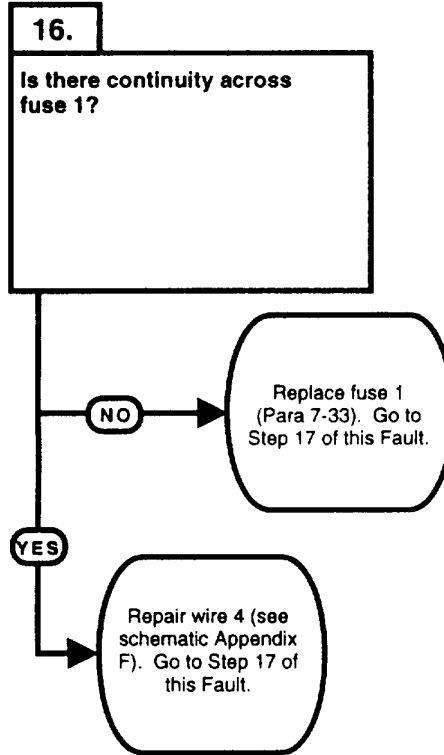 16.
Is there continuity across
fuse 1?
NO
Replace fuse 1
(Para 7-33). Go to
Step 17 of this Fault.
YES
Repair wire 4 (see
schematic Appendix
F). Go to Step 17 of
this Fault.